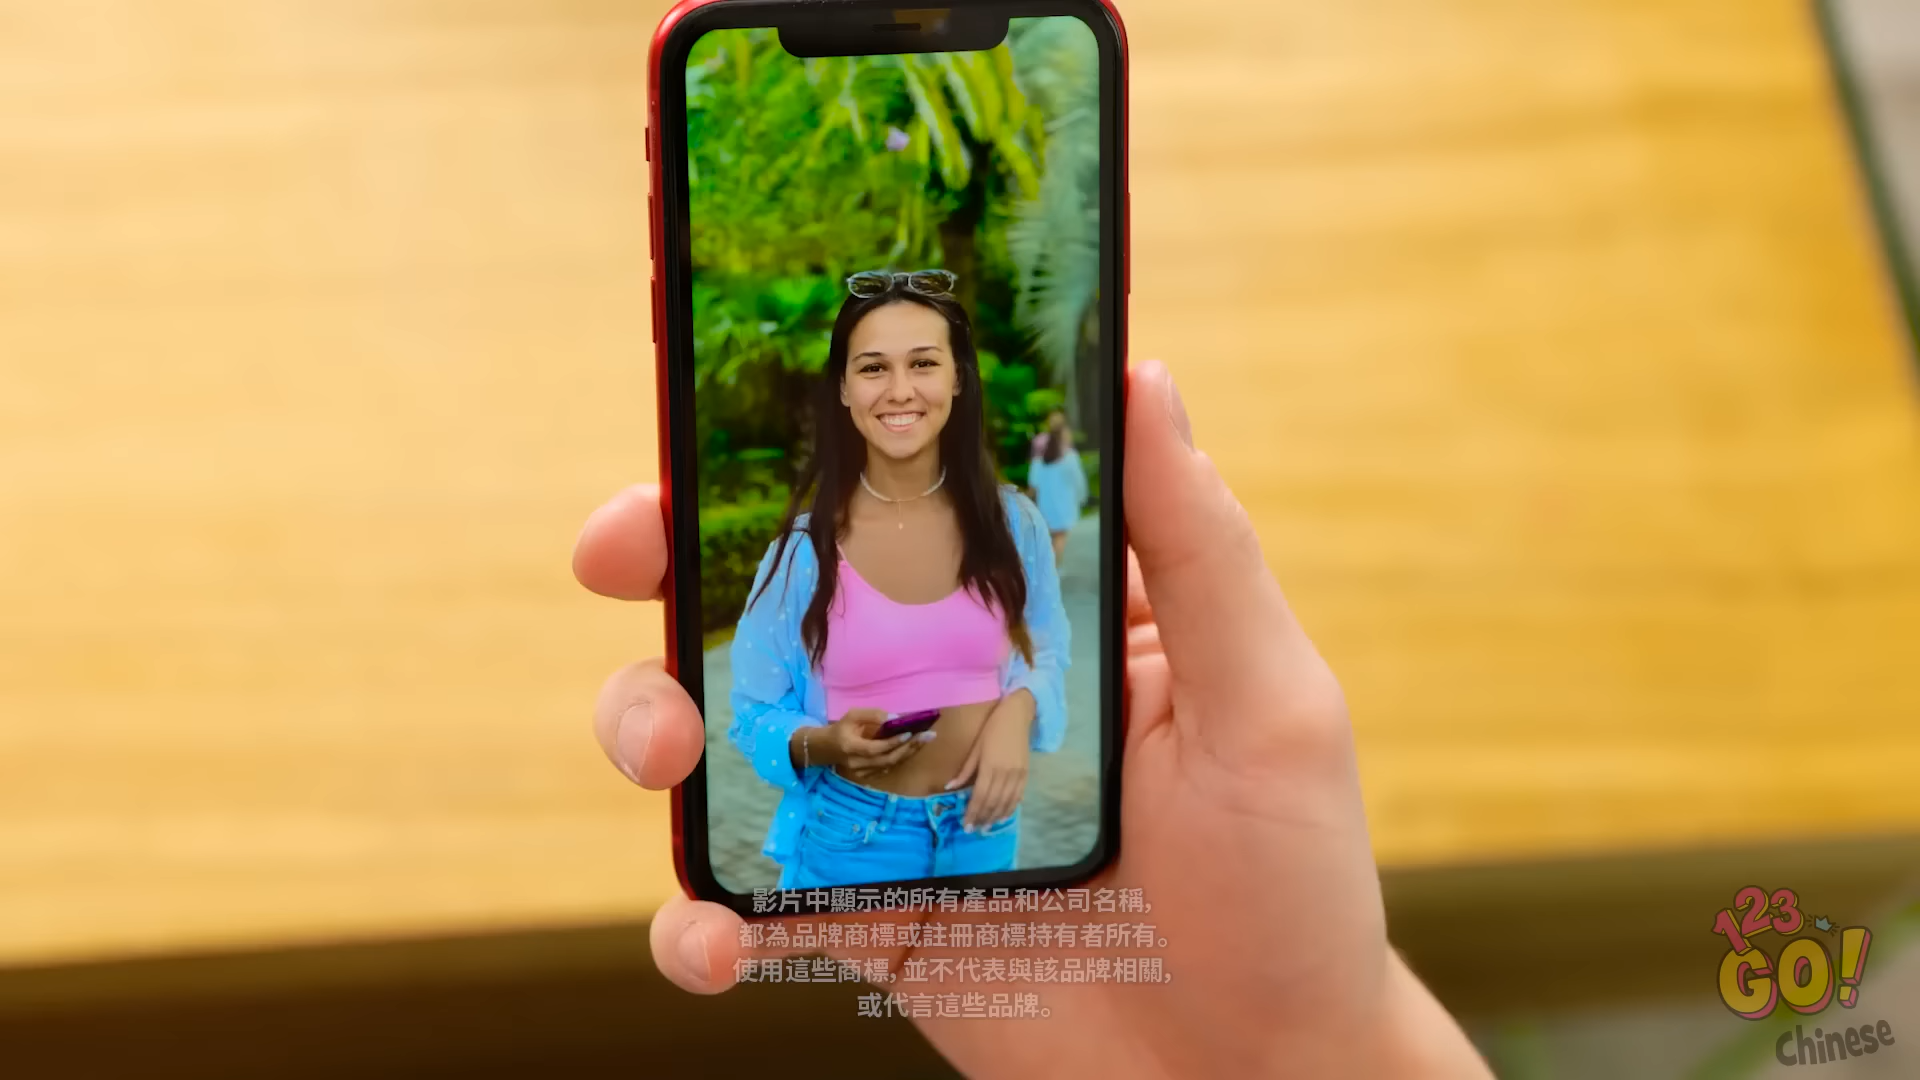 影片中顯示的所有產品和公司名稱,
都為品牌商標或註冊商標持有者所有。
使用這些商標, 並不代表與該品牌相關,
或代言這些品牌。
123
GO!
Chinese